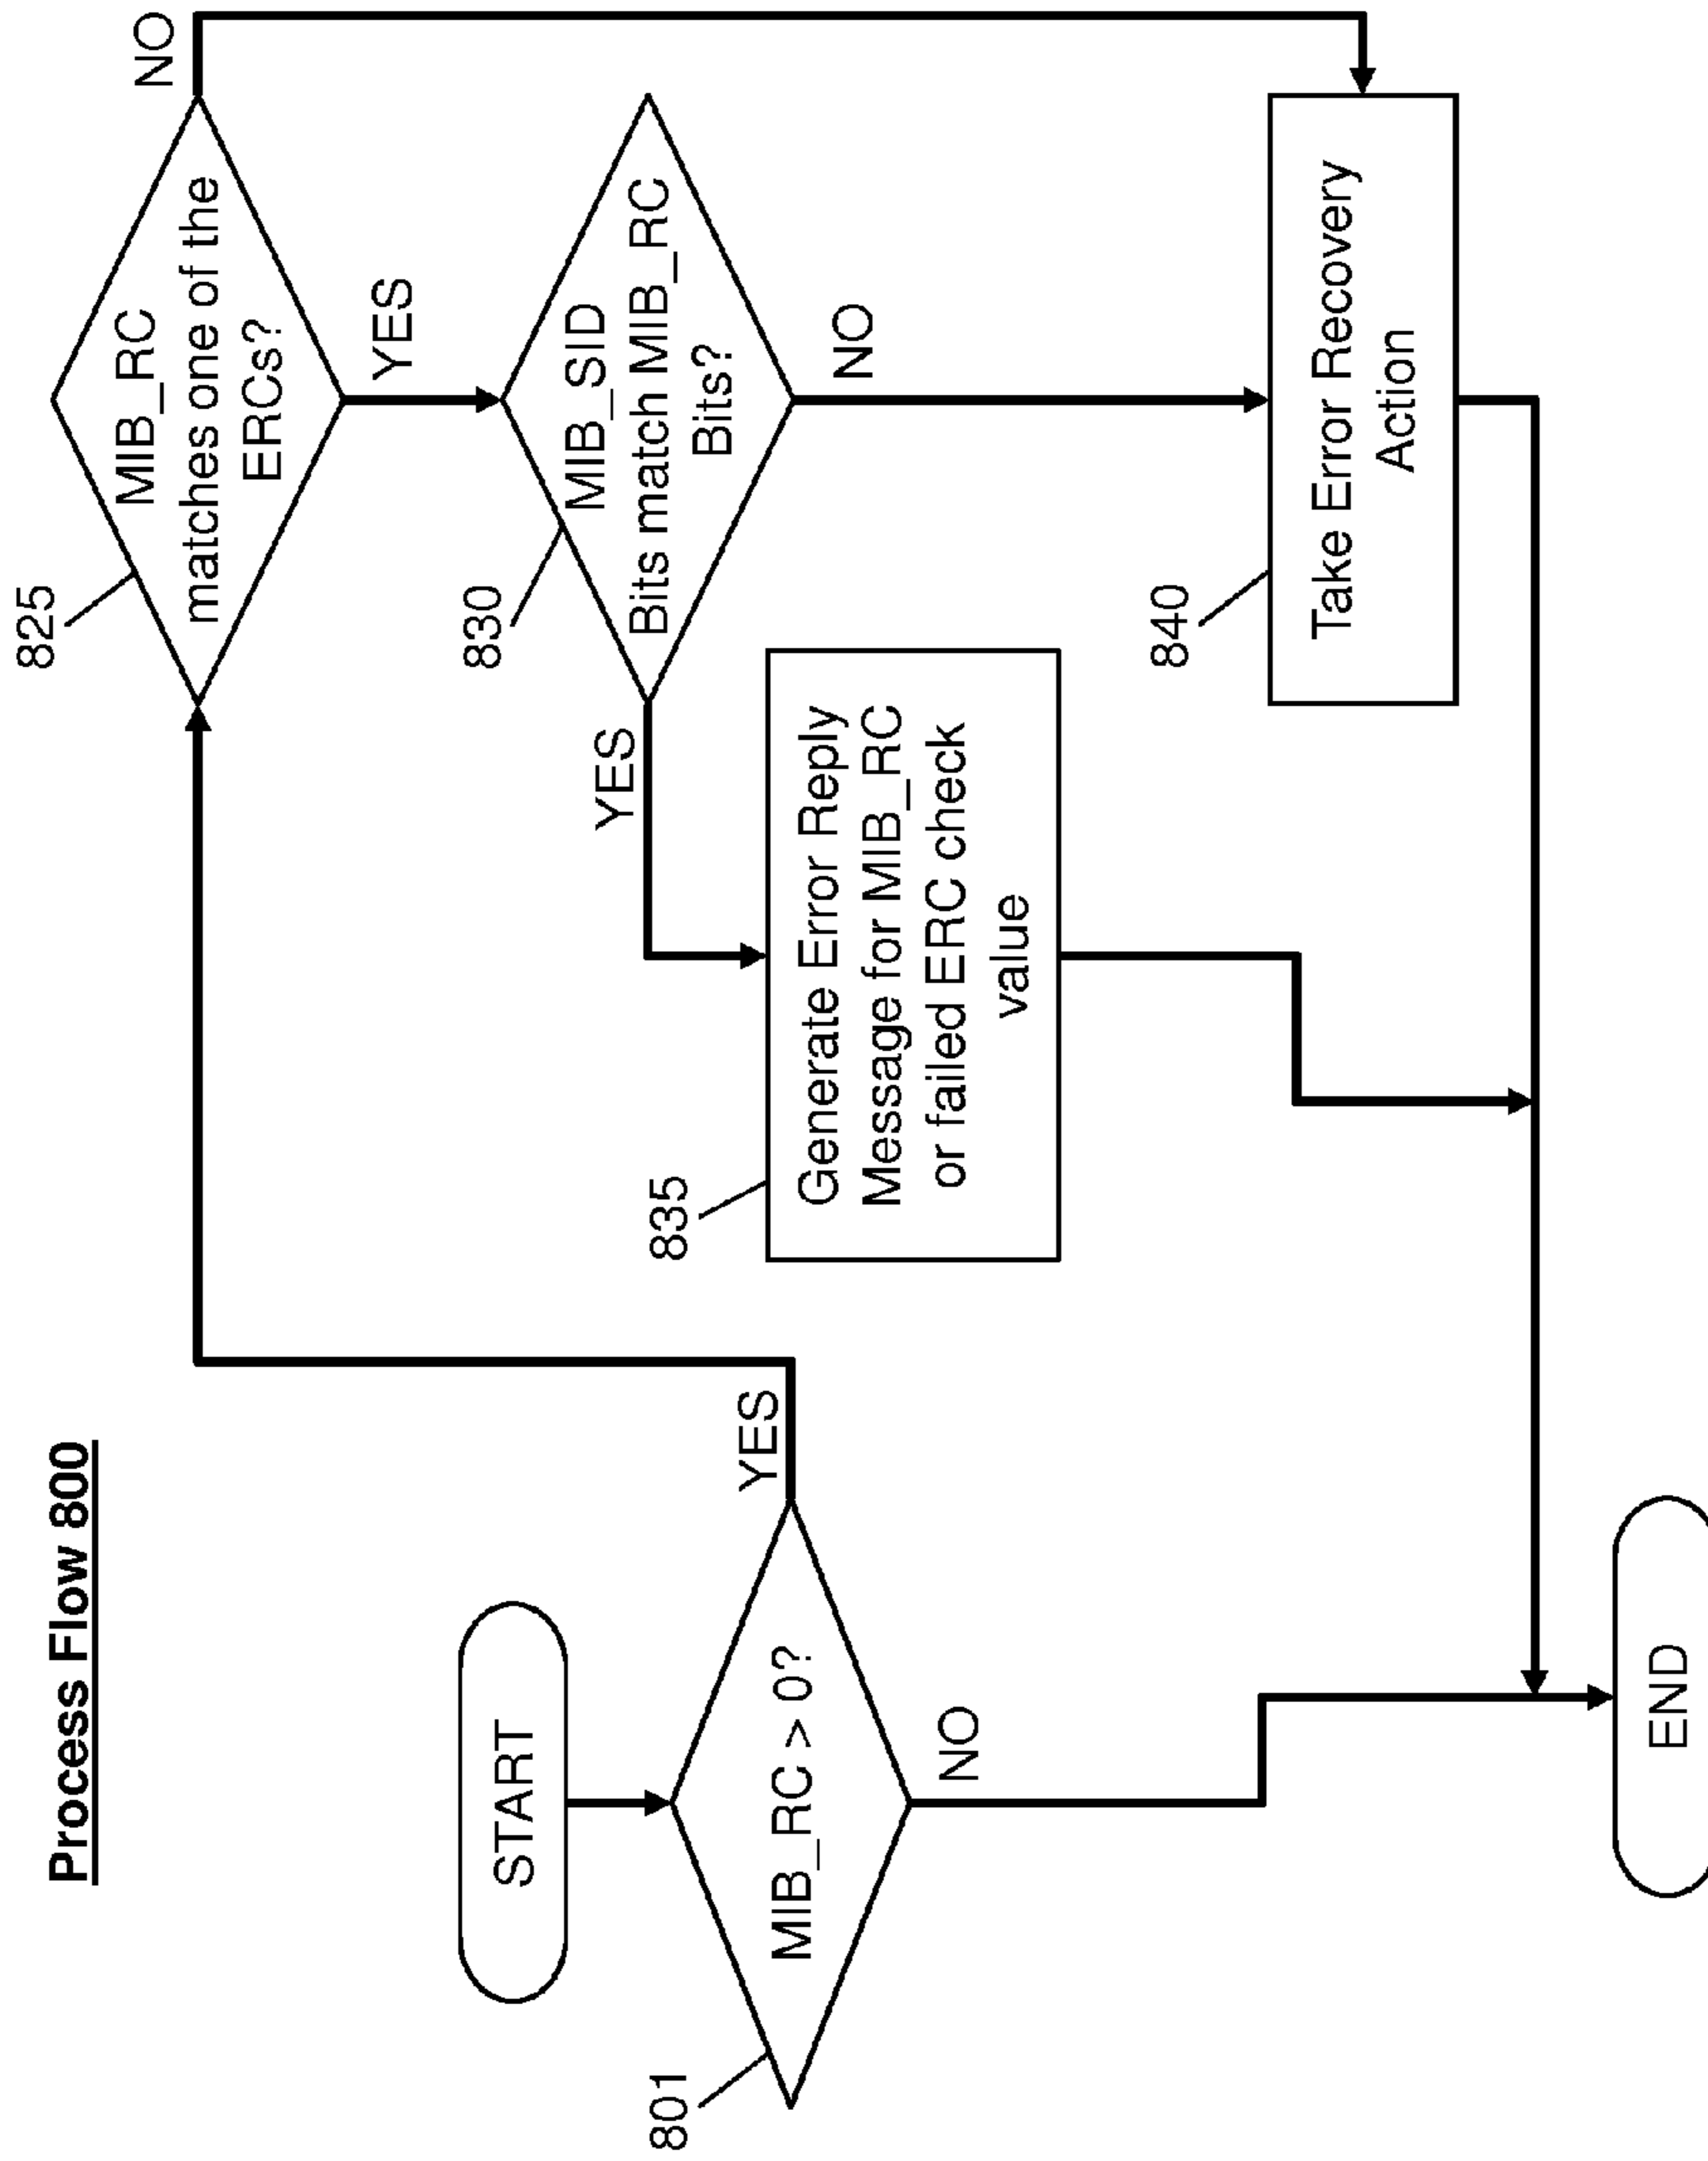 Process Flow 800
START
801
MIB_RC > 0?
YES
NO
825
MIB_RC
matches one of the
ERCs?
NO
YES
830
MIB_SID
Bits match MIB_RC
Bits?
YES
NO
835
Generate Error Reply
Message for MIB_RC
or failed ERC check
value
840
Take Error Recovery
Action
END